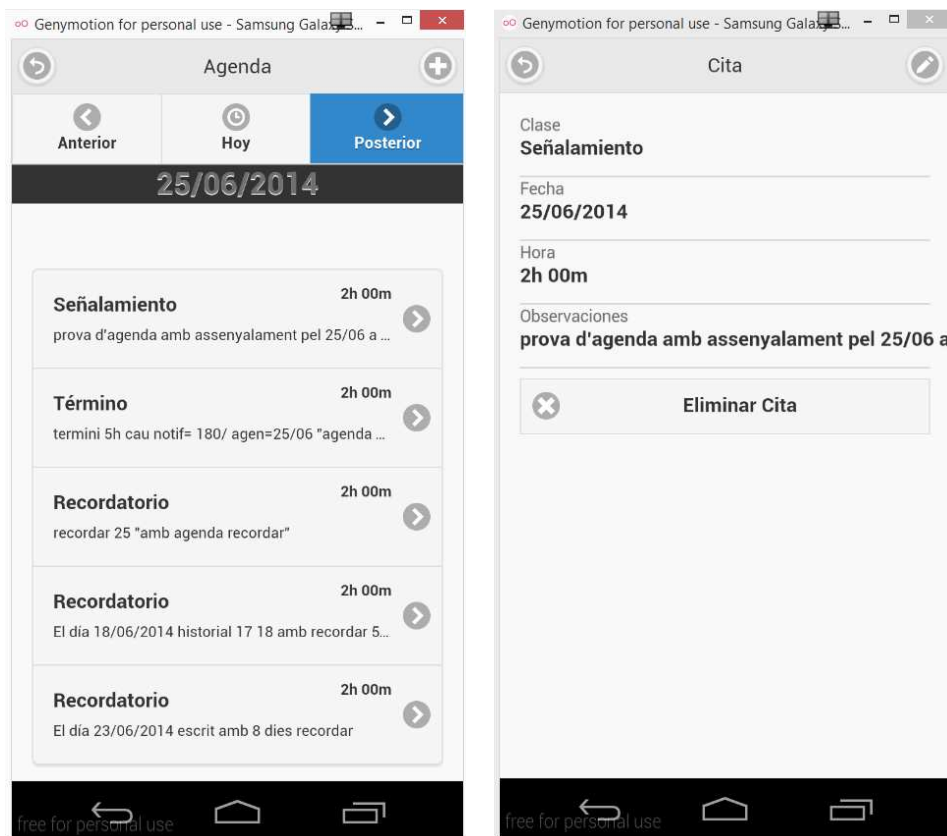 Genymotion for personal use - Samsung Galaxy S...
Agenda
Anterior
Hoy
Posterior
25/06/2014
Señalamiento
2h 00m
prova d'agenda amb assenyalament pel 25/06 a ...
Término
2h 00m
termini 5h cau notif= 180/ agen=25/06 "agenda ...
Recordatorio
2h 00m
recordar 25 "amb agenda recordar"
Recordatorio
2h 00m
El día 18/06/2014 historial 17 18 amb recordar 5...
Recordatorio
2h 00m
El día 23/06/2014 escrit amb 8 dies recordar
free for personal use
Genymotion for personal use - Samsung Galaxy S...
Cita
Clase
Señalamiento
Fecha
25/06/2014
Hora
2h 00m
Observaciones
prova d'agenda amb assenyalament pel 25/06 a
Eliminar Cita
free for personal use